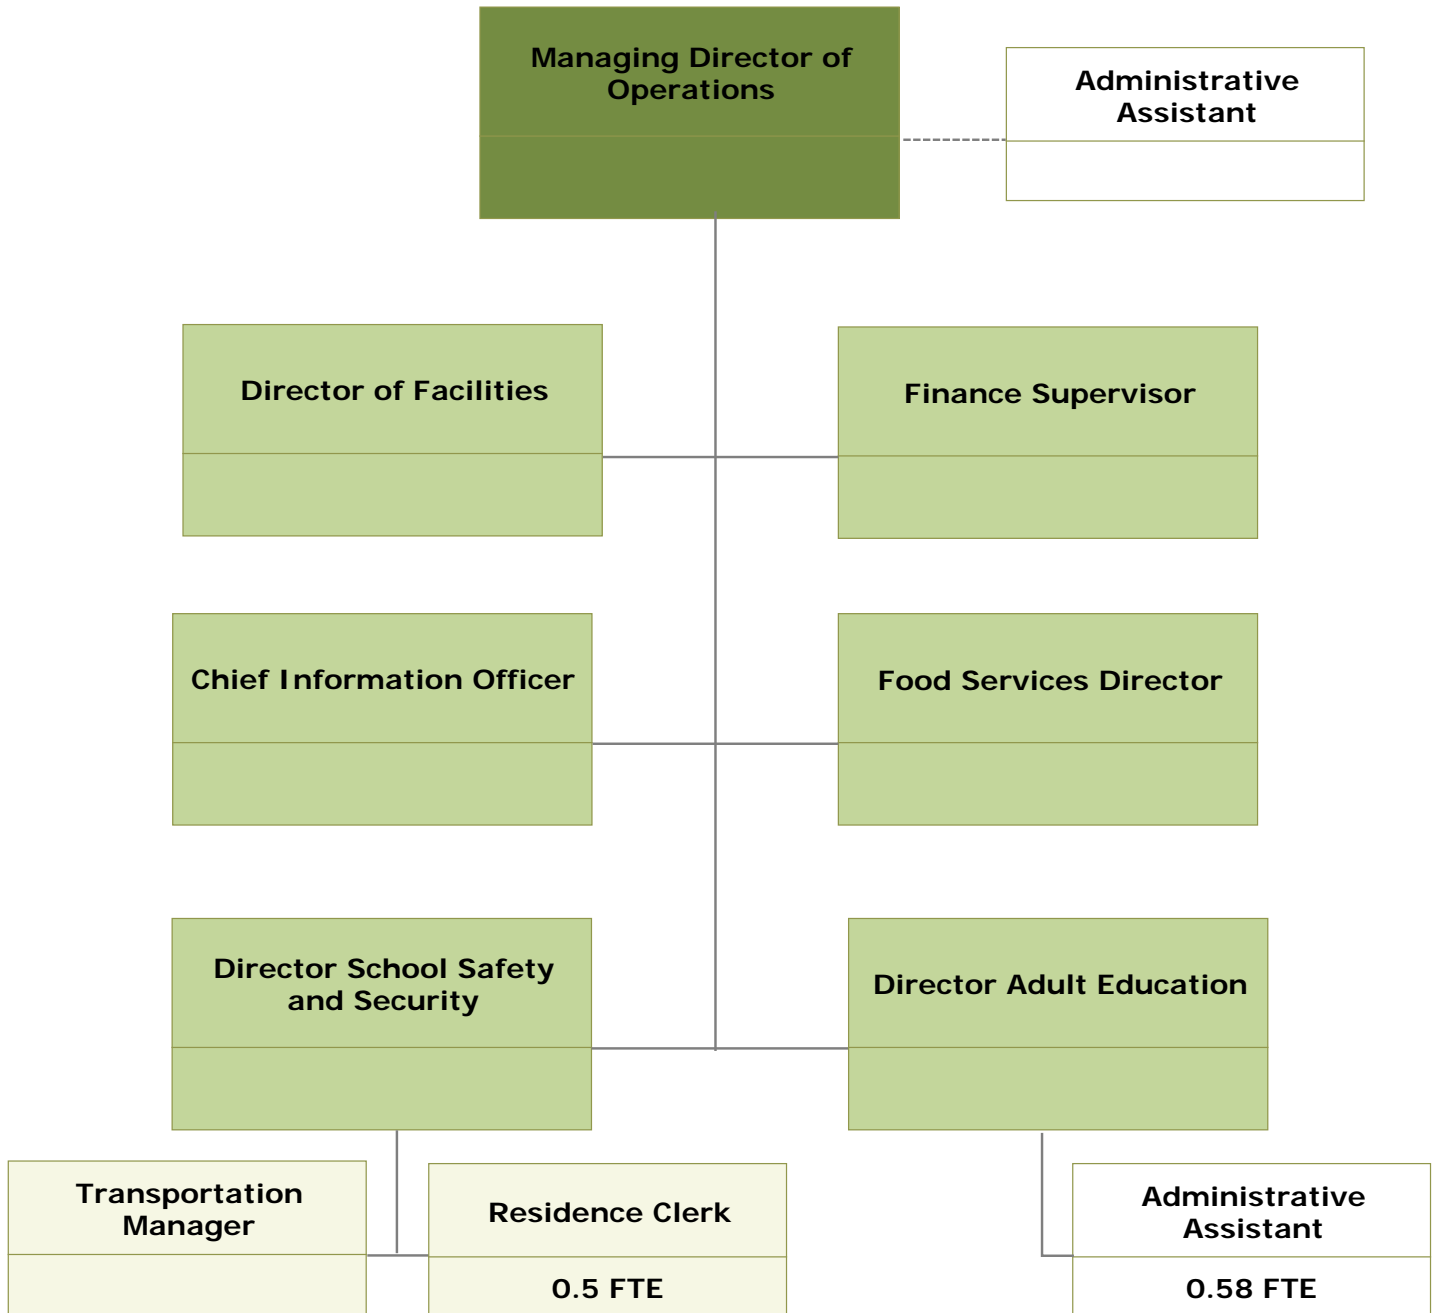 Managing Director of
Operations
Administrative
Assistant
Director of Facilities
Finance Supervisor
Chief Information Officer
Food Services Director
Director School Safety
and Security
Director Adult Education
Transportation
Manager
Residence Clerk
0.5 FTE
Administrative
Assistant
0.58 FTE